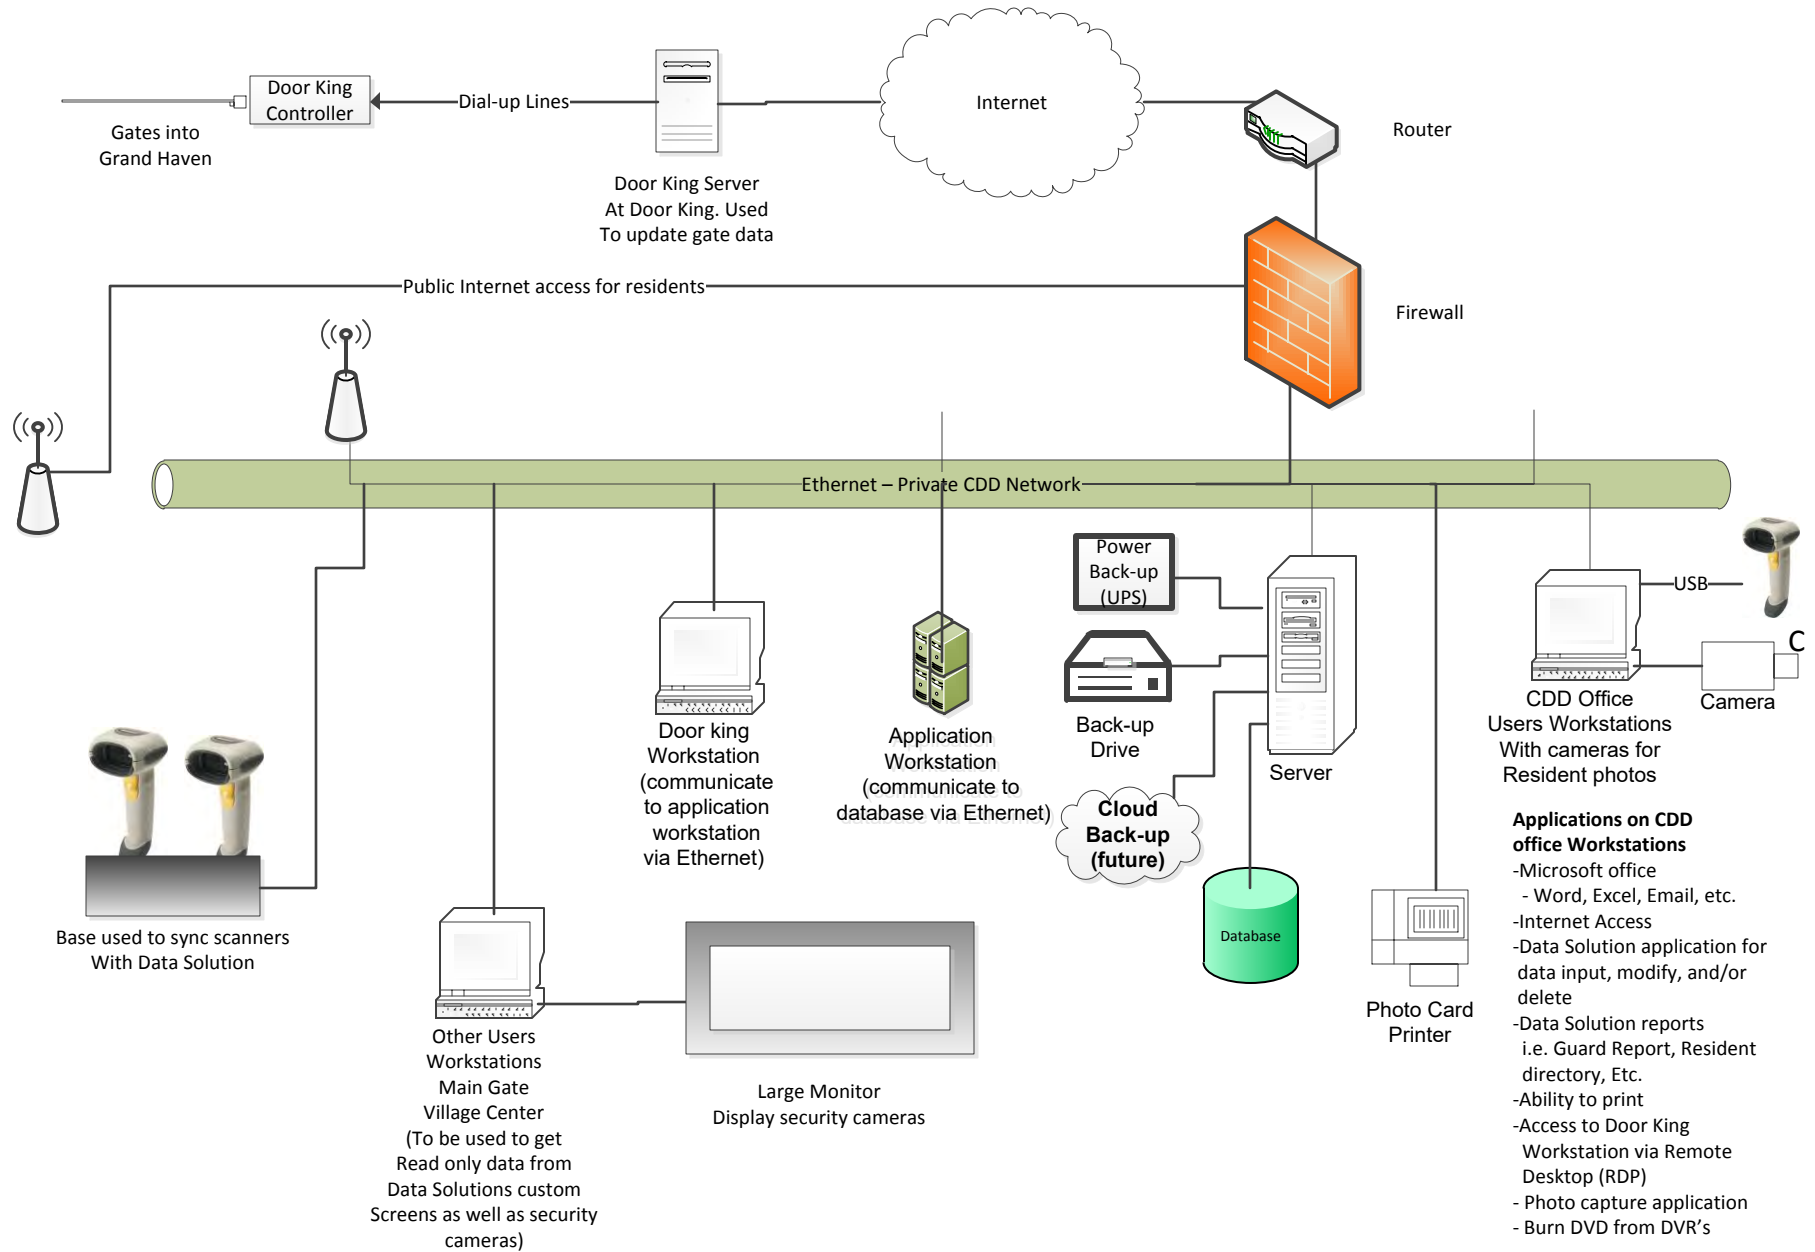 Door King
Controller
Dial-up Lines
Internet
Router
Gates into
Grand Haven
Door King Server
At Door King. Used
To update gate data
Public Internet access for residents
Firewall
Ethernet – Private CDD Network
Power
Back-up
(UPS)
USB
C
Camera
CDD Office
Users Workstations
With cameras for
Resident photos
Back-up
Drive
Server
Door king
Workstation
(communicate
to application
workstation
via Ethernet)
Application
Workstation
(communicate to
database via Ethernet)
Cloud
Back-up
(future)
Database
Photo Card
Printer
Base used to sync scanners
With Data Solution
Other Users
Workstations
Main Gate
Village Center
(To be used to get
Read only data from
Data Solutions custom
Screens as well as security
cameras)
Large Monitor
Display security cameras
Applications on CDD
office Workstations
-Microsoft office
- Word, Excel, Email, etc.
-Internet Access
-Data Solution application for
data input, modify, and/or
delete
-Data Solution reports
i.e. Guard Report, Resident
directory, Etc.
-Ability to print
-Access to Door King
Workstation via Remote
Desktop (RDP)
- Photo capture application
- Burn DVD from DVR's